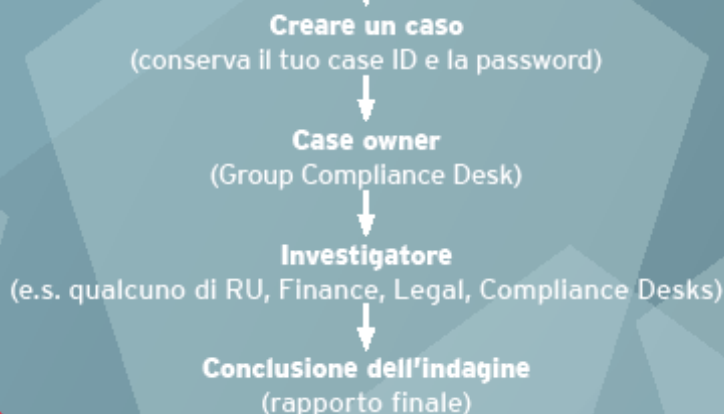 Creare un caso
(conserva il tuo case ID e la password)
Case owner
(Group Compliance Desk)
Investigatore
(e.s. qualcuno di RU, Finance, Legal, Compliance Desks)
Conclusione dell'indagine
(rapporto finale)